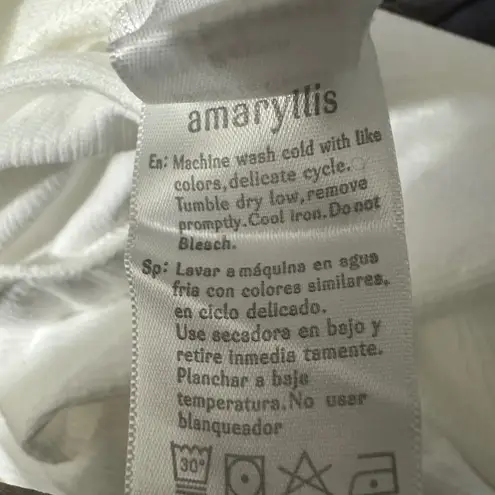 amaryllis
En: Machine wash cold with like
colors, delicate cycle.
Tumble dry low, remove
promptly. Cool iron. Do not
Bleach.
Sp: Lavar a máquina en agua
fria con colores similares,
en ciclo delicado.
Use secadora en bajo y
retire inmedia tamente.
Planchar a baja
temperatura. No usar
blanqueador
30°